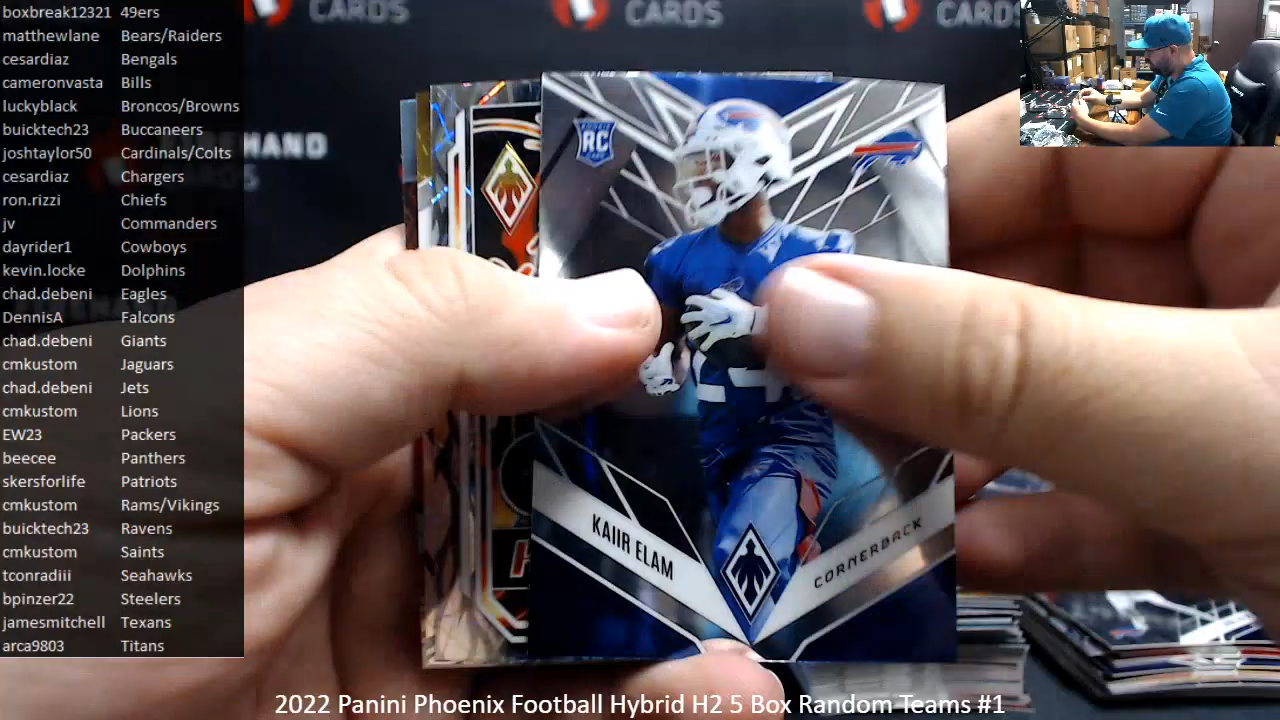 boxbreak12321 49ers
matthewlane Bears/Raiders
cesardiaz Bengals
cameronvasta Bills
luckyblack Broncos/Browns
buicktech23 Buccaneers
joshtaylor50 Cardinals/Colts
cesardiaz Chargers
ron.rizzi Chiefs
jv Commanders
dayrider1 Cowboys
kevin.locke Dolphins
chad.debeni Eagles
DennisA Falcons
chad.debeni Giants
cmkustom Jaguars
chad.debeni Jets
cmkustom Lions
EW23 Packers
beecee Panthers
skersforlife Patriots
cmkustom Rams/Vikings
buicktech23 Ravens
cmkustom Saints
tconradiii Seahawks
bpinzer22 Steelers
jamesmitchell Texans
arca9803 Titans
CARDS CARDS CARDS
RC
KAIIR ELAM
CORNERBACK
2022 Panini Phoenix Football Hybrid H2 5 Box Random Teams #1